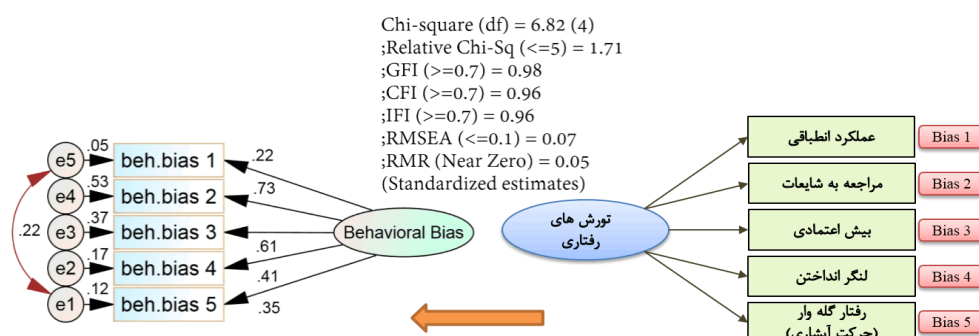 Chi-square (df) = 6.82 (4)
;Relative Chi-Sq (<=5) = 1.71
;GFI (>=0.7) = 0.98
;CFI (>=0.7) = 0.96
;IFI (>=0.7) = 0.96
;RMSEA (<=0.1) = 0.07
;RMR (Near Zero) = 0.05
(Standardized estimates)
e5
.05
beh.bias 1
.22
e4
.53
beh.bias 2
.73
e3
.37
beh.bias 3
.61
e2
.17
beh.bias 4
.41
e1
.12
beh.bias 5
.35
.22
Behavioral Bias
تورش های
رفتاری
عملکرد انطباقی
Bias 1
مراجعه به شایعات
Bias 2
بیش اعتمادی
Bias 3
لنگر انداختن
Bias 4
رفتار گله وار
(حرکت آبشاری)
Bias 5